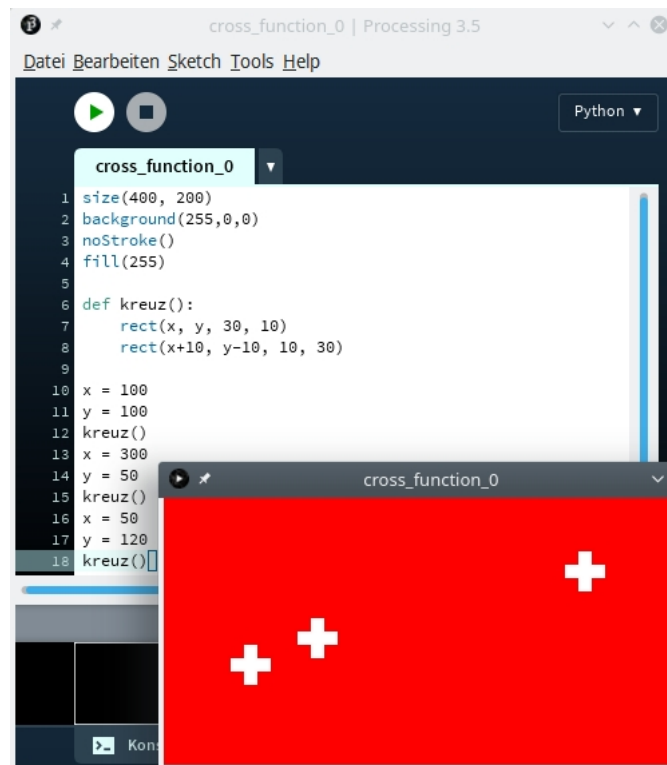 cross_function_0 | Processing 3.5
Datei Bearbeiten Sketch Tools Help
Python ▼
cross_function_0 ▼
1 size(400, 200)
2 background(255,0,0)
3 noStroke()
4 fill(255)
5
6 def kreuz():
7     rect(x, y, 30, 10)
8     rect(x+10, y-10, 10, 30)
9
10 x = 100
11 y = 100
12 kreuz()
13 x = 300
14 y = 50
15 kreuz()
16 x = 50
17 y = 120
18 kreuz()
cross_function_0
>_ Kons